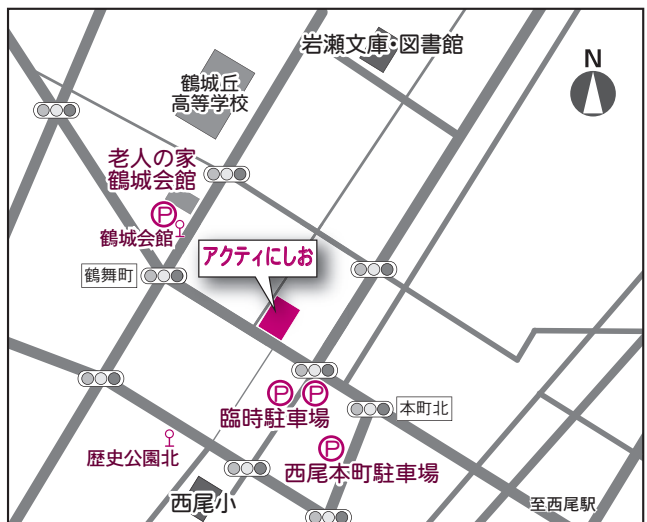 岩瀬文庫・図書館
N
鶴城丘
高等学校
老人の家
鶴城会館
P
鶴城会館
アクティにしお
鶴舞町
P P
臨時駐車場
本町北
P
歴史公園北
西尾本町駐車場
西尾小
至西尾駅